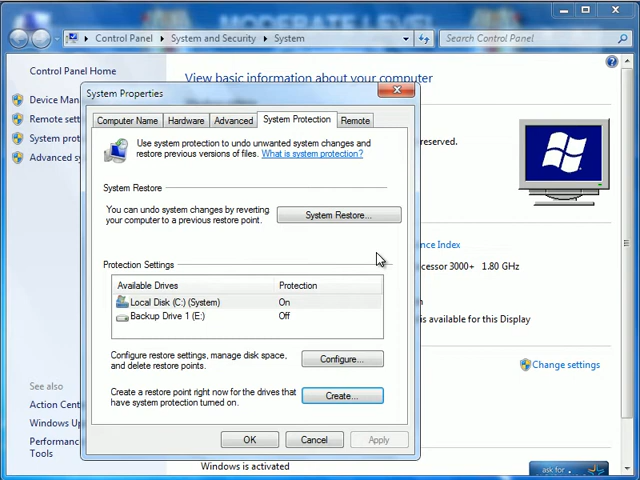 MODERATE LEVEL
Control Panel
System and Security
System
Search Control Panel
Control Panel Home
View basic information about your computer
Device Man
Remote sett
System prot
Advanced sy
System Properties
Computer Name
Hardware
Advanced
System Protection
Remote
Use system protection to undo unwanted system changes and
restore previous versions of files. What is system protection?
served.
System Restore
You can undo system changes by reverting
your computer to a previous restore point.
System Restore...
nce Index
ocessor 3000+ 1.80 GHz
Protection Settings
Available Drives
Protection
Local Disk (C:) (System)
On
Backup Drive 1 (E:)
Off
is available for this Display
Configure restore settings, manage disk space,
and delete restore points.
Configure...
Change settings
Create a restore point right now for the drives that
have system protection turned on.
Create...
See also
Action Cent
Windows Up
Performanc
Tools
OK
Cancel
Apply
Windows is activated
ask for